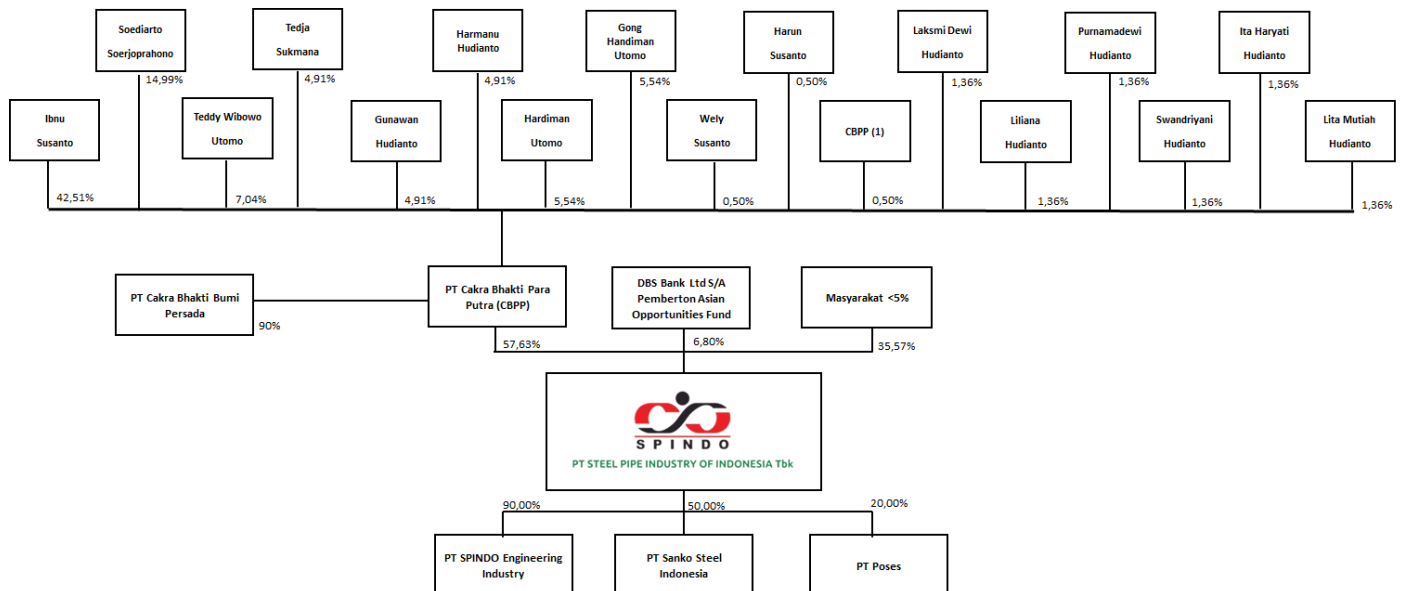 Soediarto
Soerjoprahono
14,99%
Tedja
Sukmana
4,91%
Harmanu
Hudianto
4,91%
Gong
Handiman
Utomo
5,54%
Harun
Susanto
0,50%
Laksmi Dewi
Hudianto
1,36%
Purnamadewi
Hudianto
1,36%
Ita Haryati
Hudianto
1,36%
Ibnu
Susanto
42,51%
Teddy Wibowo
Utomo
7,04%
Gunawan
Hudianto
4,91%
Hardiman
Utomo
5,54%
Wely
Susanto
0,50%
CBPP (1)
0,50%
Liliana
Hudianto
1,36%
Swandriyani
Hudianto
1,36%
Lita Mutiah
Hudianto
1,36%
PT Cakra Bhakti Bumi
Persada
90%
PT Cakra Bhakti Para
Putra (CBPP)
57,63%
DBS Bank Ltd S/A
Pemberton Asian
Opportunities Fund
6,80%
Masyarakat <5%
35,57%
SPINDO
PT STEEL PIPE INDUSTRY OF INDONESIA Tbk
90,00%
50,00%
20,00%
PT SPINDO Engineering
Industry
PT Sanko Steel
Indonesia
PT Poses